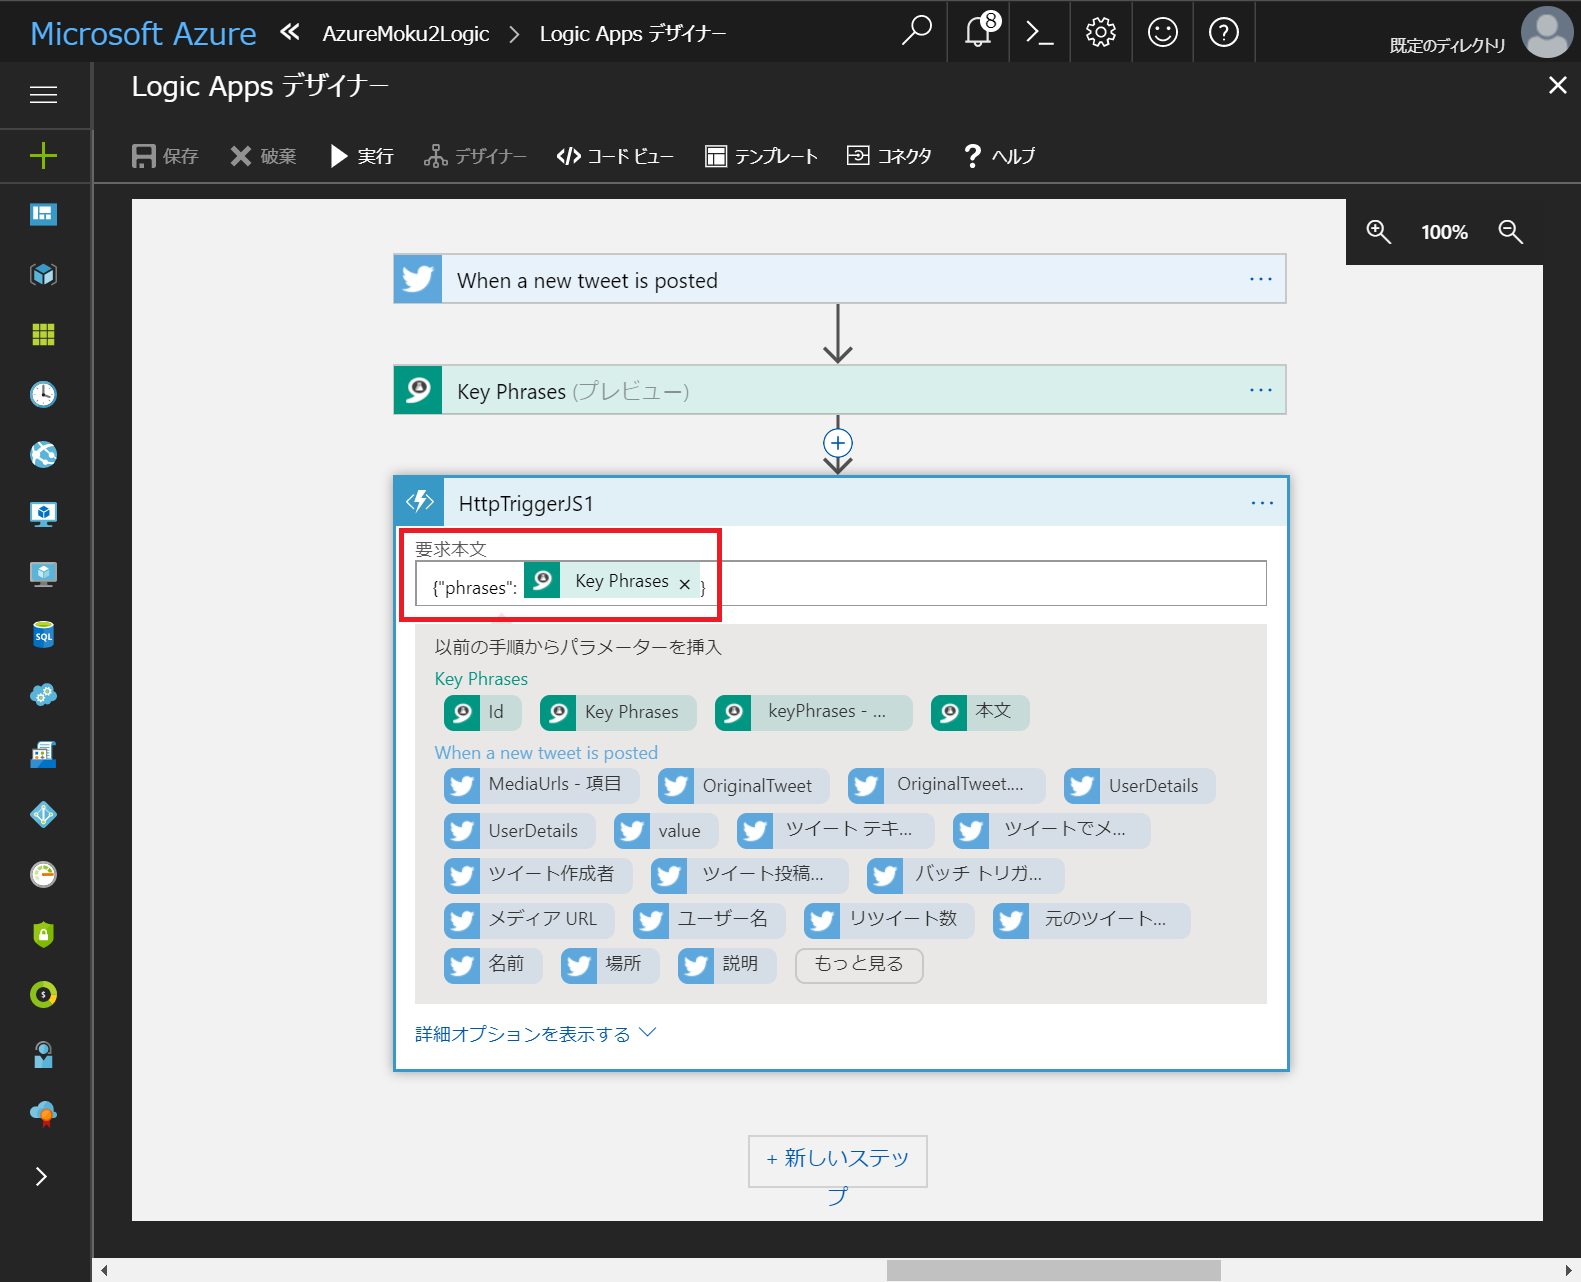 Microsoft Azure « AzureMoku2Logic > Logic Apps デザイナー 8 既定のディレクトリ
Logic Apps デザイナー
保存 破棄 実行 デザイナー コード ビュー テンプレート コネクタ ヘルプ
100%
When a new tweet is posted ...
Key Phrases (プレビュー) ...
HttpTriggerJS1 ...
要求本文
{"phrases": Key Phrases × }
以前の手順からパラメーターを挿入
Key Phrases
Id Key Phrases keyPhrases - ... 本文
When a new tweet is posted
MediaUrls - 項目 OriginalTweet OriginalTweet.... UserDetails
UserDetails value ツイート テキ... ツイートでメ...
ツイート作成者 ツイート投稿... バッチ トリガ...
メディア URL ユーザー名 リツイート数 元のツイート...
名前 場所 説明 もっと見る
詳細オプションを表示する
+ 新しいステッ
プ
SQL